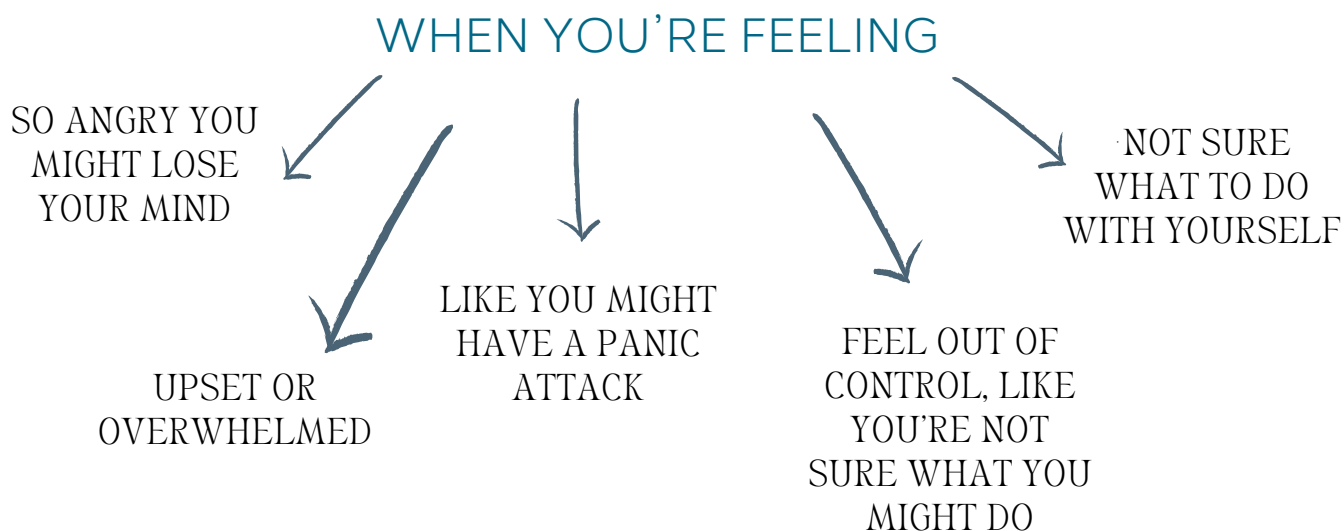 WHEN YOU'RE FEELING
SO ANGRY YOU
MIGHT LOSE
YOUR MIND
UPSET OR
OVERWHELMED
LIKE YOU MIGHT
HAVE A PANIC
ATTACK
FEEL OUT OF
CONTROL, LIKE
YOU'RE NOT
SURE WHAT YOU
MIGHT DO
NOT SURE
WHAT TO DO
WITH YOURSELF